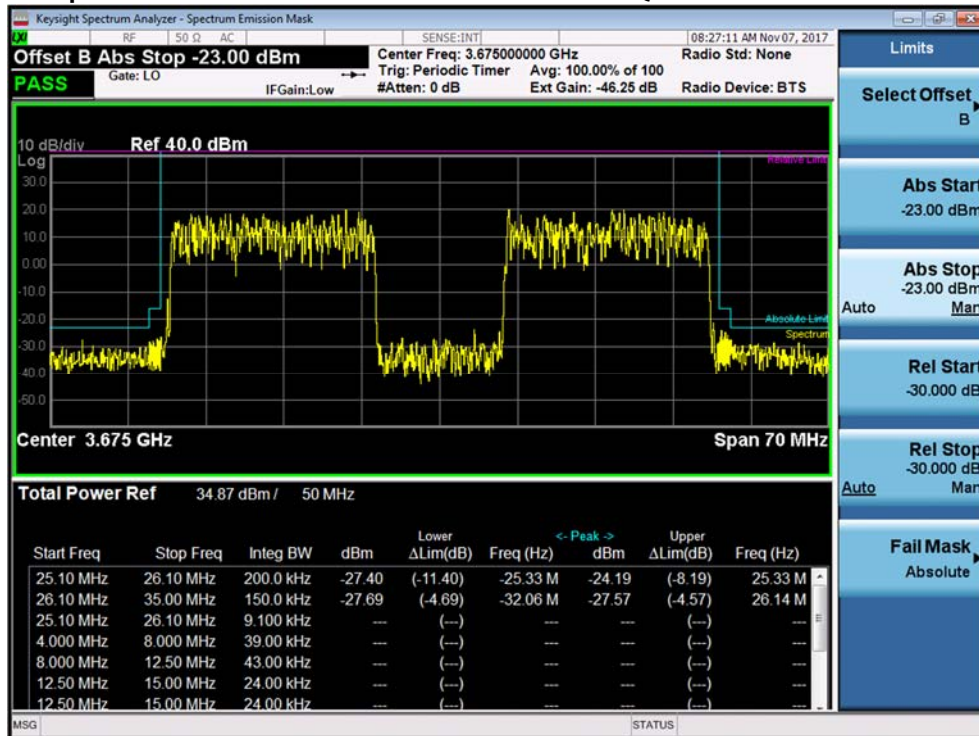 Keysight Spectrum Analyzer - Spectrum Emission Mask
LXI RF 50 Ω AC SENSE:INT 08:27:11 AM Nov 07, 2017
Offset B Abs Stop -23.00 dBm Center Freq: 3.675000000 GHz Radio Std: None
Gate: LO Trig: Periodic Timer Avg: 100.00% of 100
PASS IFGain:Low #Atten: 0 dB Ext Gain: -46.25 dB Radio Device: BTS
10 dB/div Ref 40.0 dBm
Log
Relative Limit
30.0
20.0
10.0
0.00
-10.0
-20.0
Absolute Limit
Spectrum
-30.0
-40.0
-50.0
Center 3.675 GHz Span 70 MHz
Total Power Ref 34.87 dBm / 50 MHz
Lower <- Peak -> Upper
Start Freq Stop Freq Integ BW dBm ΔLim(dB) Freq (Hz) dBm ΔLim(dB) Freq (Hz)
25.10 MHz 26.10 MHz 200.0 kHz -27.40 (-11.40) -25.33 M -24.19 (-8.19) 25.33 M
26.10 MHz 35.00 MHz 150.0 kHz -27.69 (-4.69) -32.06 M -27.57 (-4.57) 26.14 M
25.10 MHz 26.10 MHz 9.100 kHz --- (---) --- --- (---) ---
4.000 MHz 8.000 MHz 39.00 kHz --- (---) --- --- (---) ---
8.000 MHz 12.50 MHz 43.00 kHz --- (---) --- --- (---) ---
12.50 MHz 15.00 MHz 24.00 kHz --- (---) --- --- (---) ---
12.50 MHz 15.00 MHz 24.00 kHz --- (---) --- --- (---) ---
MSG STATUS
Limits
Select Offset
B
Abs Start
-23.00 dBm
Abs Stop
-23.00 dBm
Auto Man
Rel Start
-30.000 dB
Rel Stop
-30.000 dB
Auto Man
Fail Mask
Absolute